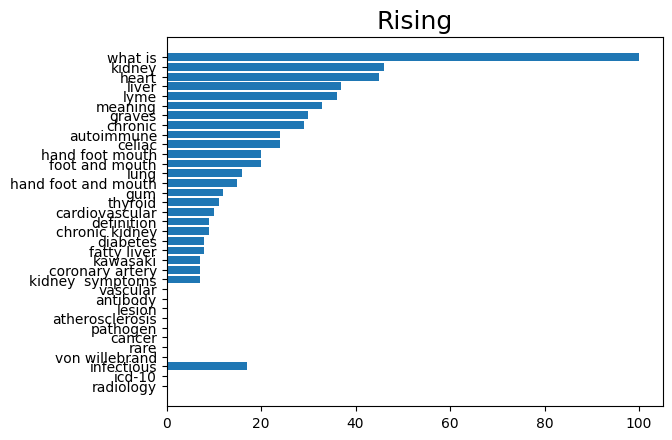 Rising
what is
kidney
heart
liver
lyme
meaning
graves
chronic
autoimmune
celiac
hand foot mouth
foot and mouth
lung
hand foot and mouth
gum
thyroid
cardiovascular
definition
chronic kidney
diabetes
fatty liver
kawasaki
coronary artery
kidney  symptoms
vascular
antibody
lesion
atherosclerosis
pathogen
cancer
rare
von willebrand
infectious
icd-10
radiology
0 20 40 60 80 100